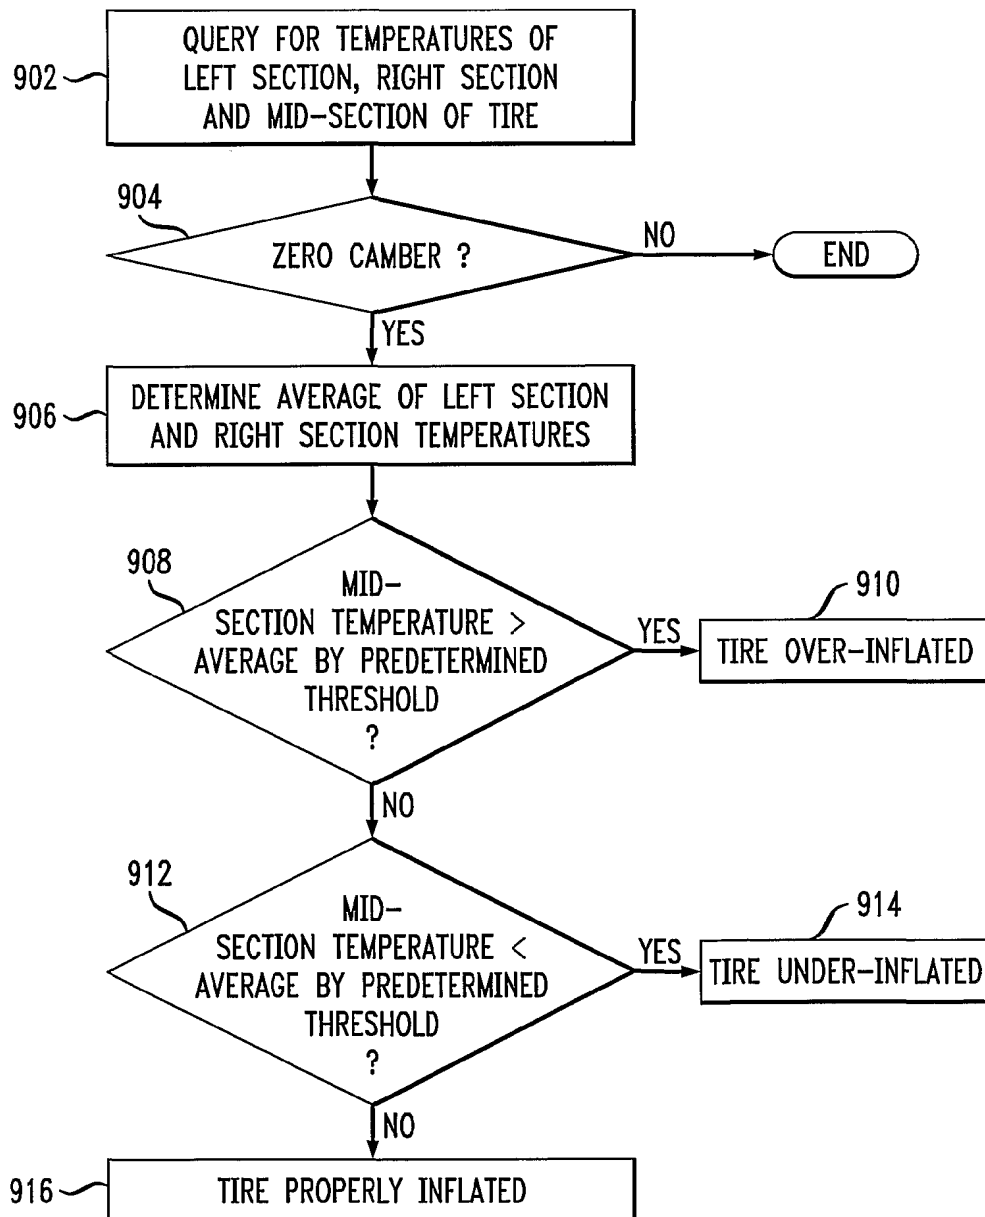 902
QUERY FOR TEMPERATURES OF
LEFT SECTION, RIGHT SECTION
AND MID-SECTION OF TIRE
904
ZERO CAMBER ?
NO
END
YES
906
DETERMINE AVERAGE OF LEFT SECTION
AND RIGHT SECTION TEMPERATURES
908
MID-
SECTION TEMPERATURE >
AVERAGE BY PREDETERMINED
THRESHOLD
?
YES
910
TIRE OVER-INFLATED
NO
912
MID-
SECTION TEMPERATURE <
AVERAGE BY PREDETERMINED
THRESHOLD
?
YES
914
TIRE UNDER-INFLATED
NO
916
TIRE PROPERLY INFLATED